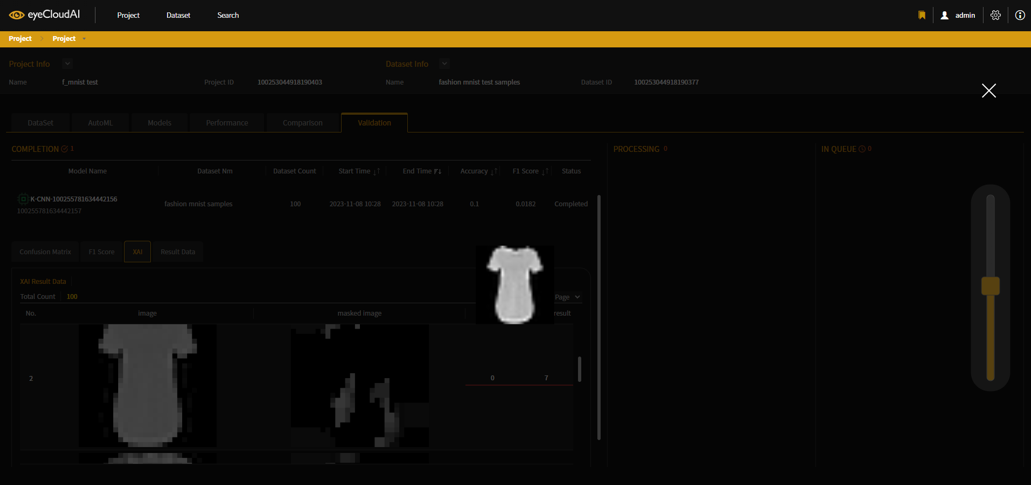 eyeCloudAI
Project Dataset Search admin
Project Project
Project Info Dataset Info
Name f_mnist test Project ID 100253044918190403 Name fashion mnist test samples Dataset ID 100253044918190377
DataSet AutoML Models Performance Comparison Validation
COMPLETION 1 PROCESSING 0 IN QUEUE 0
Model Name Dataset Nm Dataset Count Start Time End Time Accuracy F1 Score Status
K-CNN-100255781634442156
100255781634442157
fashion mnist samples 100 2023-11-08 10:28 2023-11-08 10:28 0.1 0.0182 Completed
Confusion Matrix F1 Score XAI Result Data
XAI Result Data
Total Count 100 Page
No. image masked image result
2 0 7